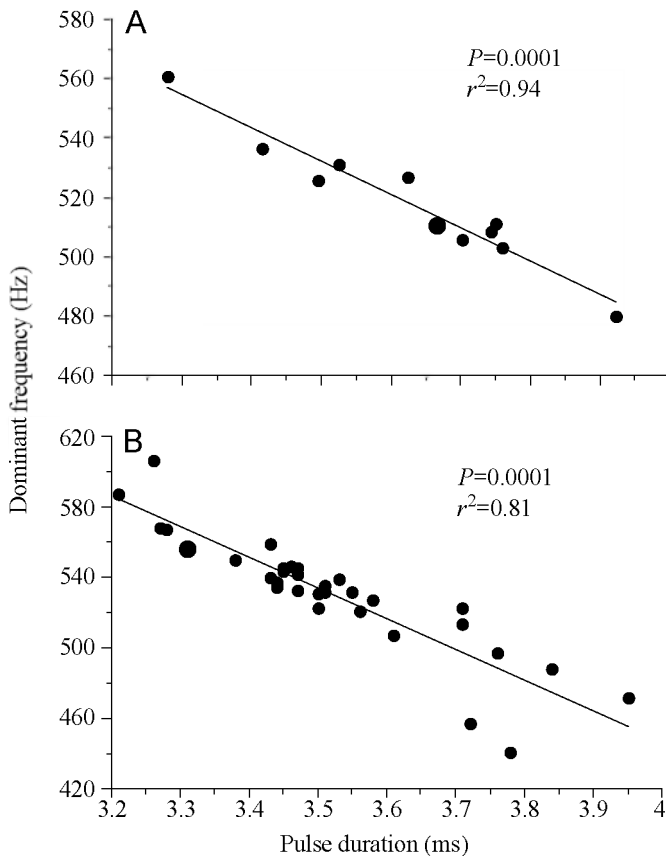 A
P=0.0001
r²=0.94
580
560
540
520
500
480
460
Dominant frequency (Hz)
B
P=0.0001
r²=0.81
620
580
540
500
460
420
3.2 3.3 3.4 3.5 3.6 3.7 3.8 3.9 4
Pulse duration (ms)